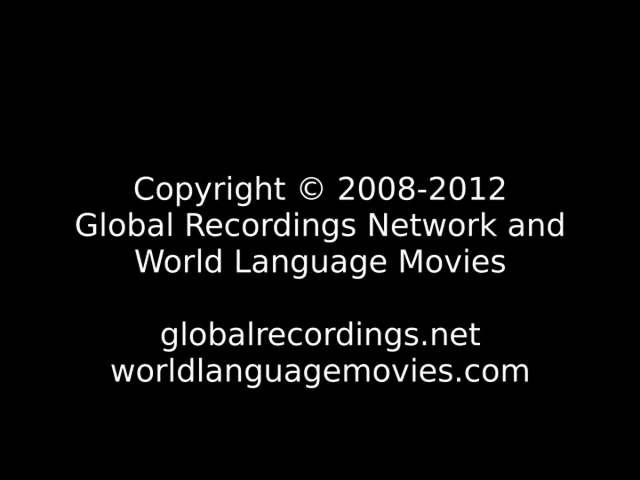 Copyright © 2008-2012
Global Recordings Network and
World Language Movies
globalrecordings.net
worldlanguagemovies.com